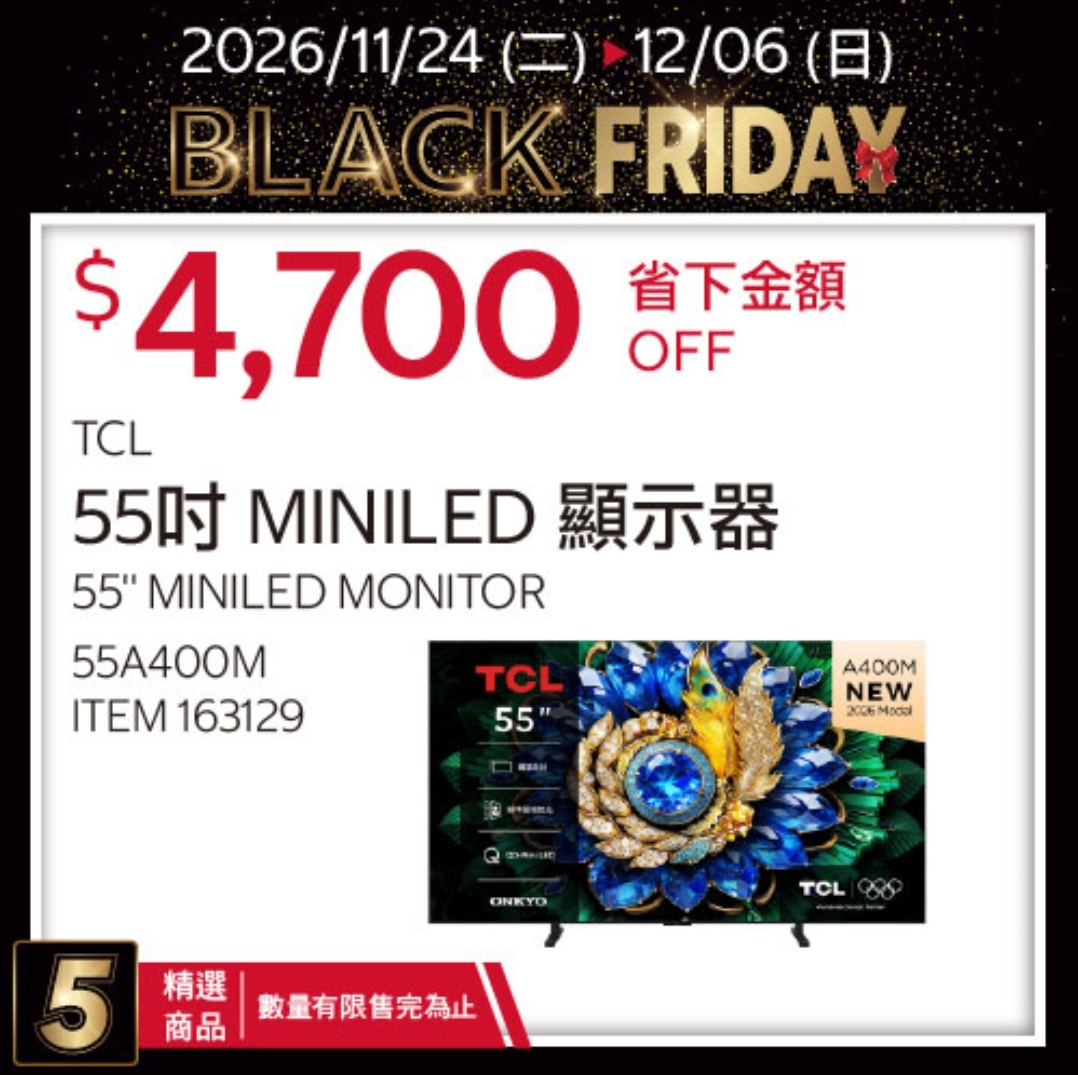 2026/11/24 (二) ▶ 12/06 (日)
BLACK FRIDAY
$4,700 省下金額
OFF
TCL
55吋 MINILED 顯示器
55" MINILED MONITOR
55A400M
ITEM 163129
TCL
55"
ONKYO
A400M
NEW
2026 Model
TCL
5
精選
商品
數量有限售完為止